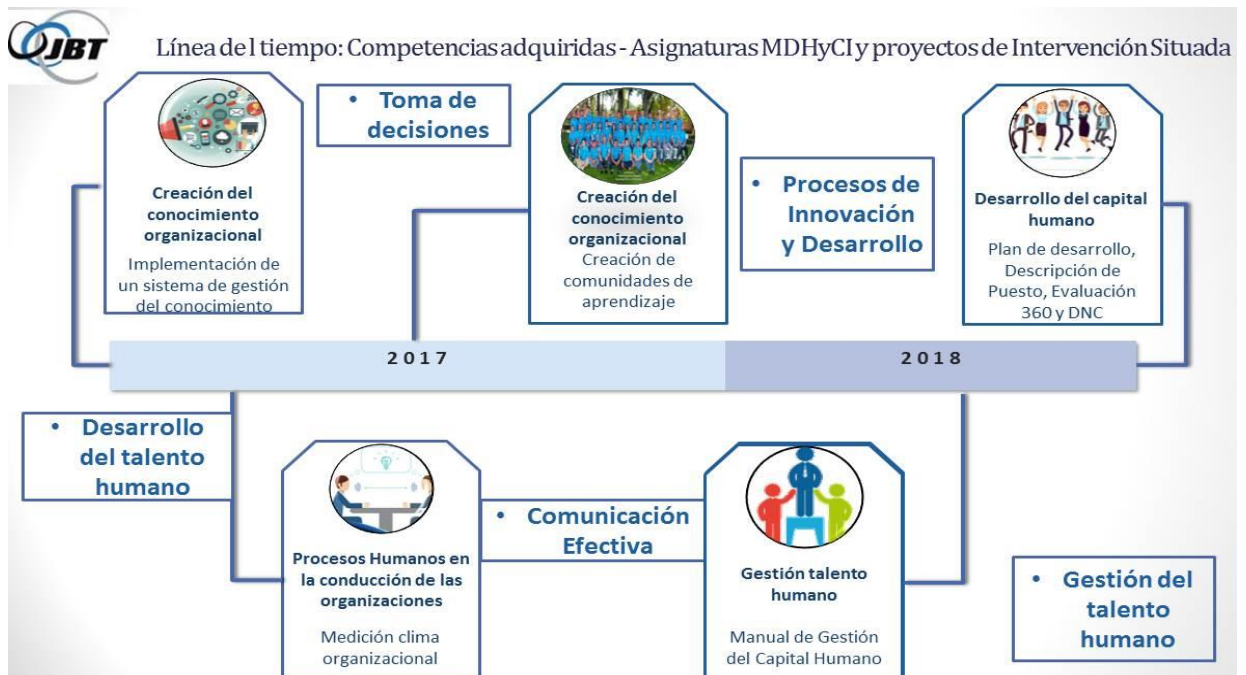 JBT
Línea del tiempo: Competencias adquiridas - Asignaturas MDHyCI y proyectos de Intervención Situada
Creación del
conocimiento
organizacional
Implementación de
un sistema de gestión
del conocimiento
• Toma de
decisiones
Creación del
conocimiento
organizacional
Creación de
comunidades de
aprendizaje
• Procesos de
Innovación
y Desarrollo
Desarrollo del capital
humano
Plan de desarrollo,
Descripción de
Puesto, Evaluación
360 y DNC
2017
2018
• Desarrollo
del talento
humano
Procesos Humanos en
la conducción de las
organizaciones
Medición clima
organizacional
• Comunicación
Efectiva
Gestión talento
humano
Manual de Gestión
del Capital Humano
• Gestión del
talento
humano